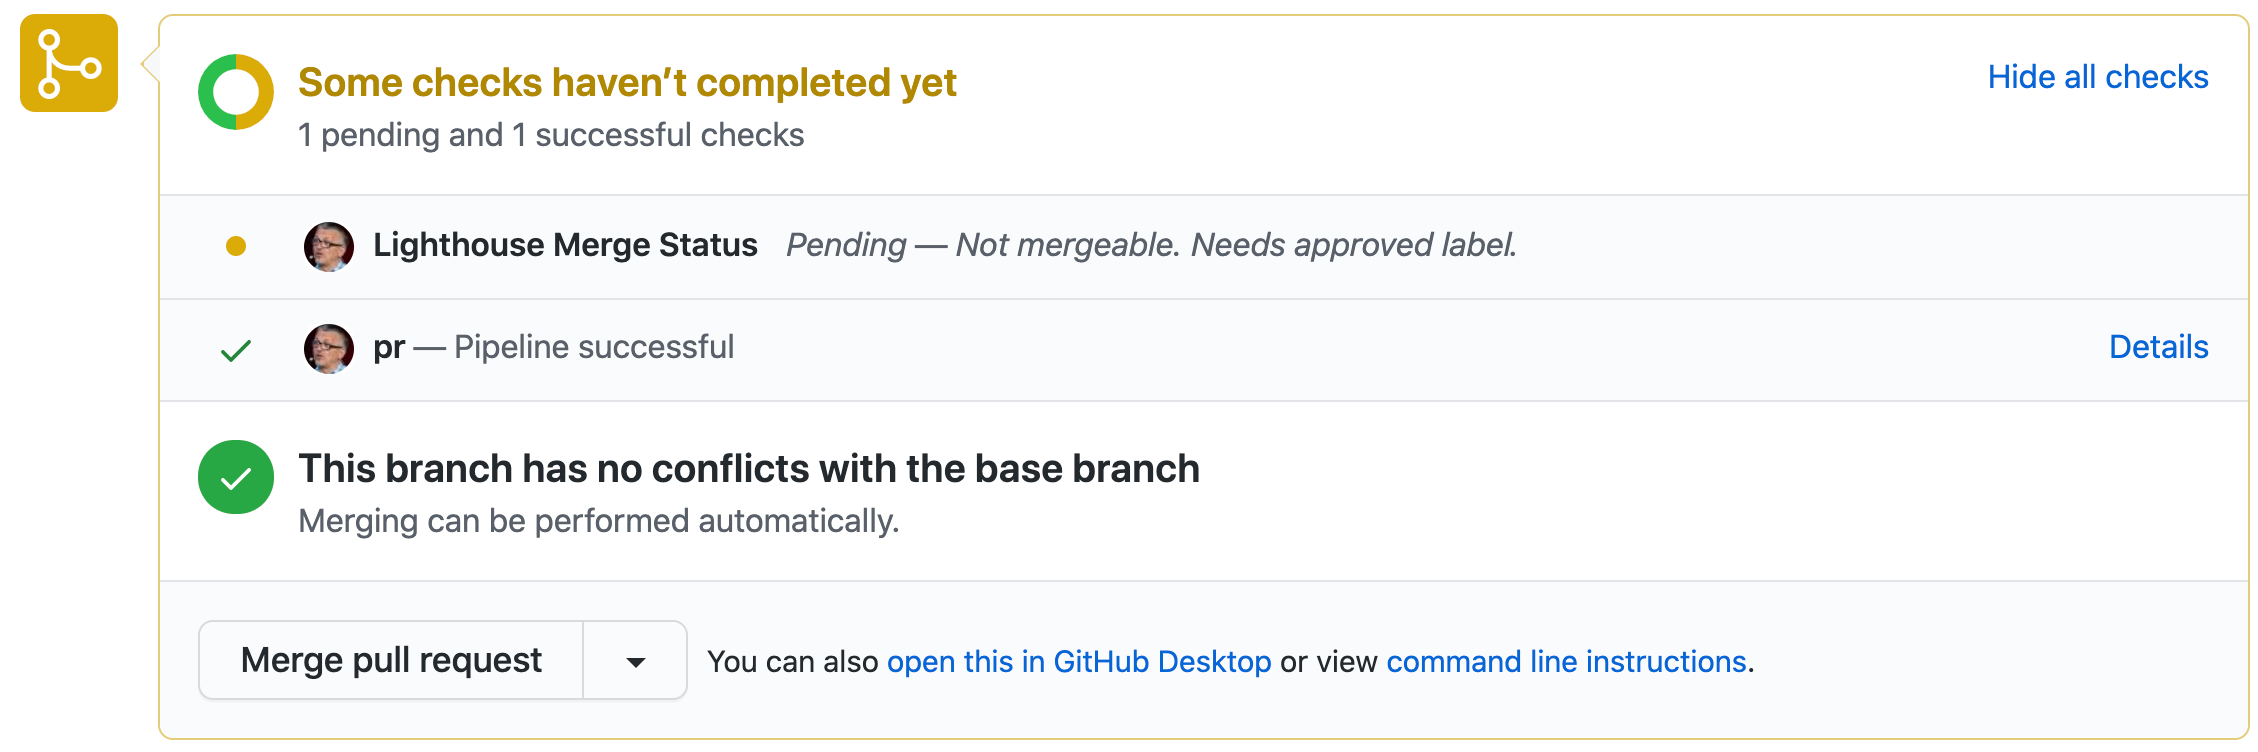 Some checks haven’t completed yet
Hide all checks
1 pending and 1 successful checks
Lighthouse Merge Status Pending — Not mergeable. Needs approved label.
pr — Pipeline successful
Details
This branch has no conflicts with the base branch
Merging can be performed automatically.
Merge pull request
You can also open this in GitHub Desktop or view command line instructions.